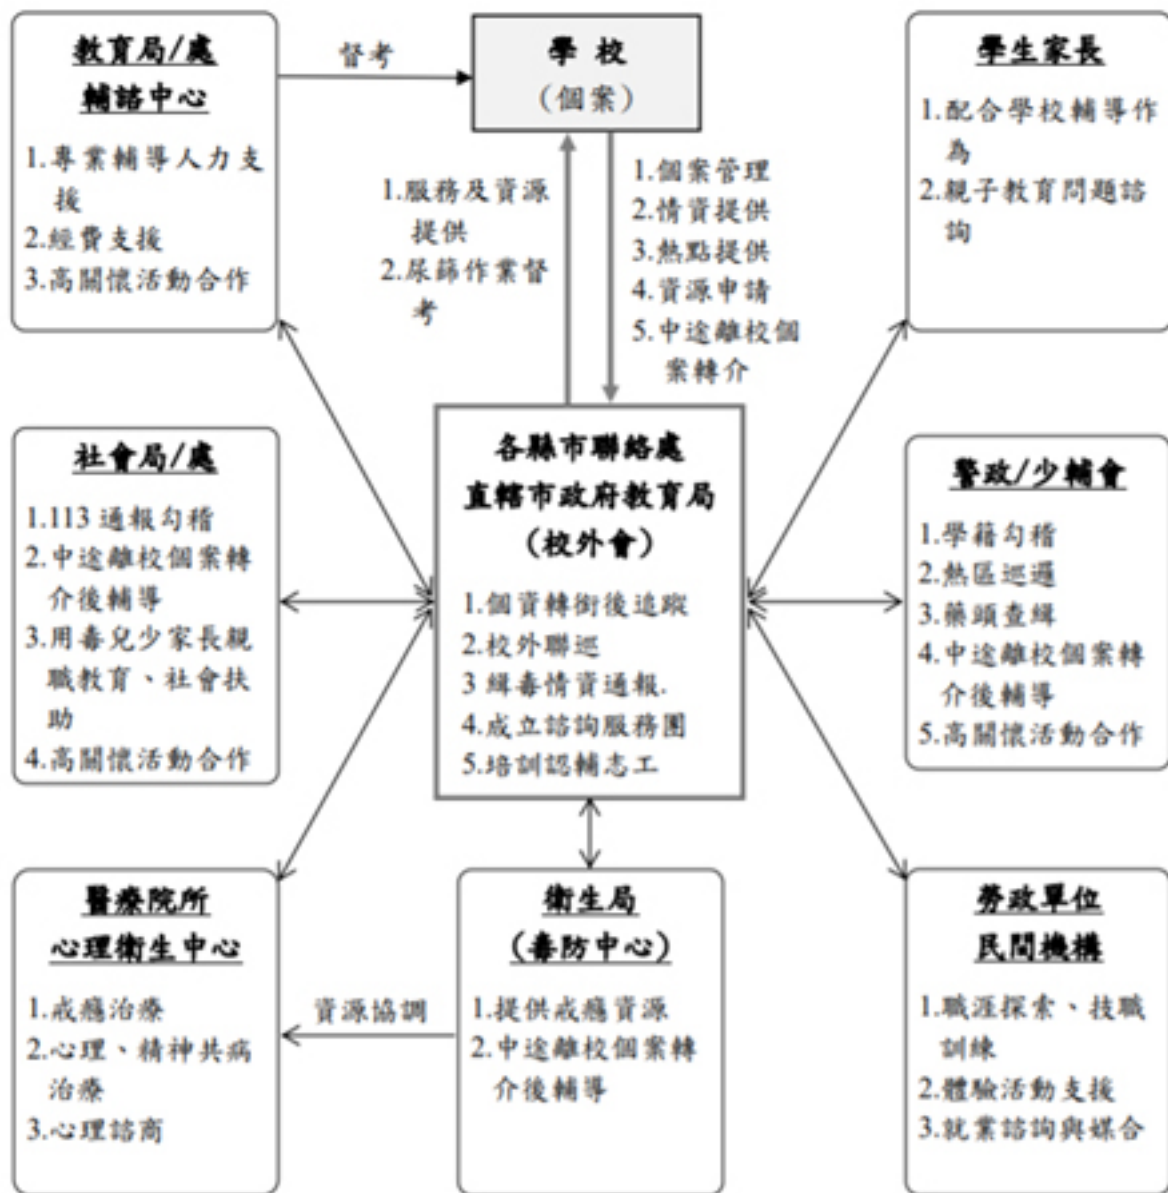 教育局/處
輔諮中心
1.專業輔導人力支
援
2.經費支援
3.高關懷活動合作
督考
學校
(個案)
學生家長
1.配合學校輔導作
為
2.親子教育問題諮
詢
1.服務及資源
提供
2.尿篩作業督
考
1.個案管理
2.情資提供
3.熱點提供
4.資源申請
5.中途離校個
案轉介
社會局/處
1.113 通報勾稽
2.中途離校個案轉
介後輔導
3.用毒兒少家長親
職教育、社會扶
助
4.高關懷活動合作
各縣市聯絡處
直轄市政府教育局
(校外會)
1.個資轉銜後追蹤
2.校外聯巡
3 緝毒情資通報.
4.成立諮詢服務團
5.培訓認輔志工
警政/少輔會
1.學籍勾稽
2.熱區巡邏
3.藥頭查緝
4.中途離校個案轉
介後輔導
5.高關懷活動合作
醫療院所
心理衛生中心
1.戒癮治療
2.心理、精神共病
治療
3.心理諮商
資源協調
衛生局
(毒防中心)
1.提供戒癮資源
2.中途離校個案轉
介後輔導
勞政單位
民間機構
1.職涯探索、技職
訓練
2.體驗活動支援
3.就業諮詢與媒合